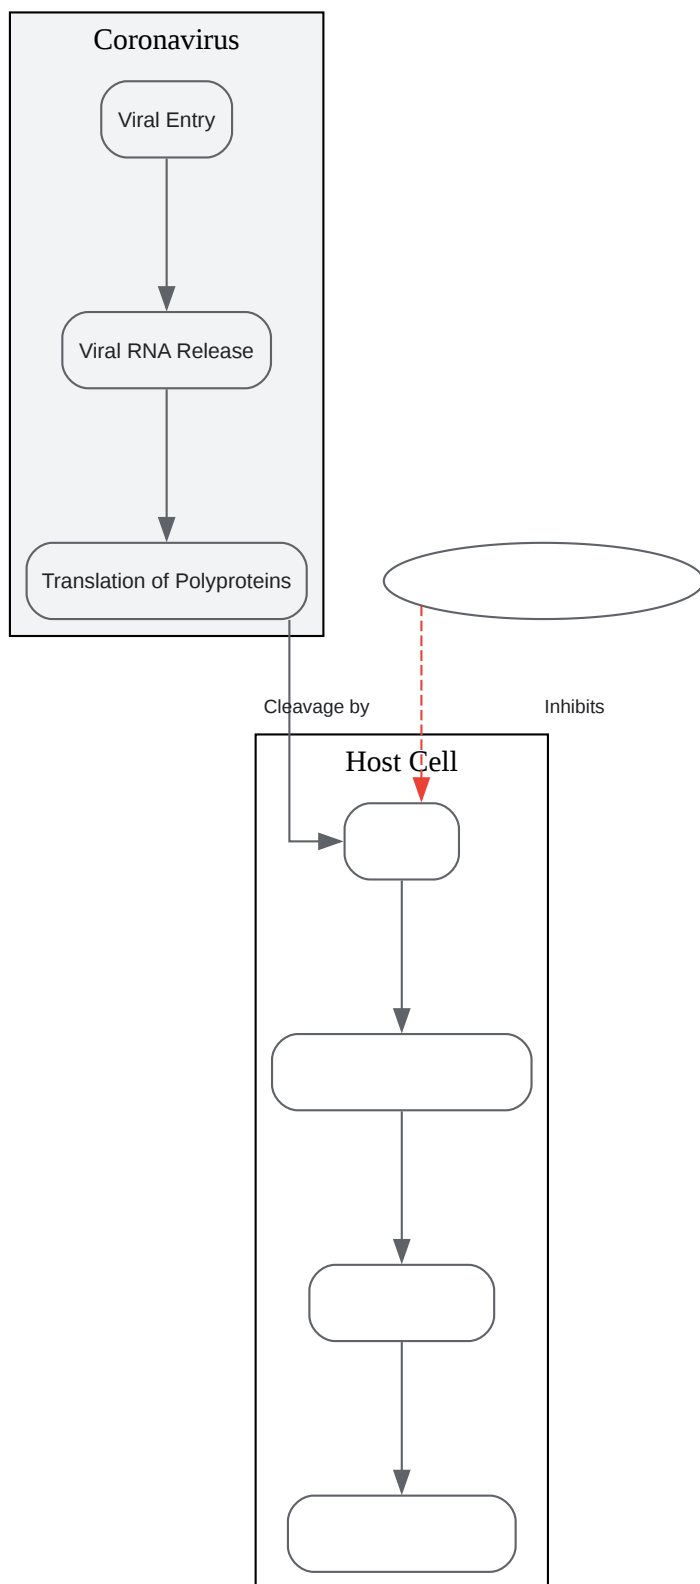 Coronavirus
Viral Entry
Viral RNA Release
Translation of Polyproteins
Cleavage by
Inhibits
Host Cell